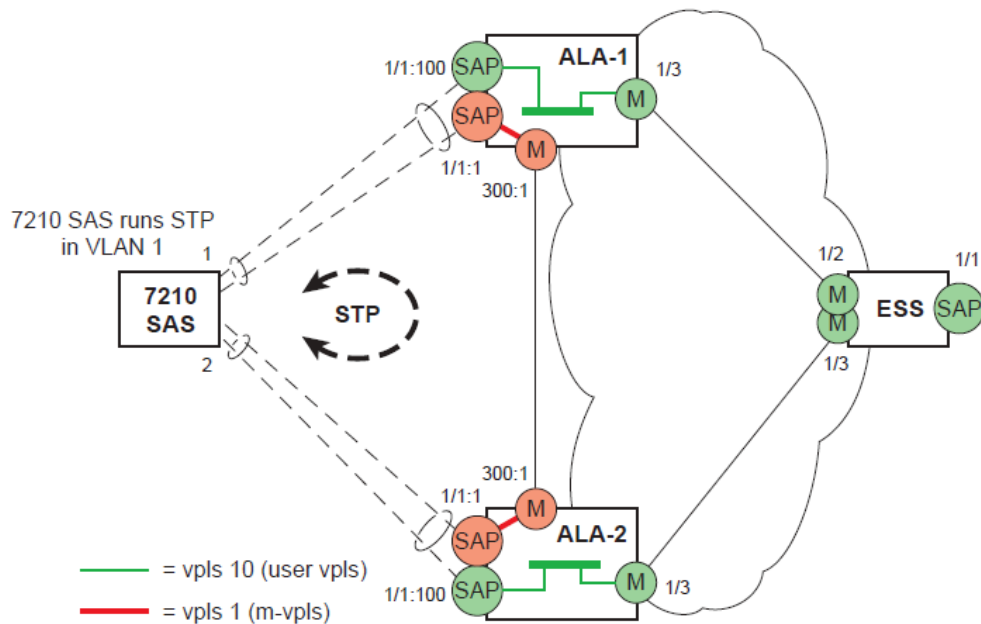 ALA-1
1/1:100
SAP
1/3
M
SAP
M
1/1:1
300:1
7210 SAS runs STP
in VLAN 1
1
7210
SAS
2
STP
1/2
1/1
M
M
ESS
SAP
1/3
300:1
1/1:1
M
SAP
ALA-2
SAP
M
1/1:100
1/3
= vpls 10 (user vpls)
= vpls 1 (m-vpls)